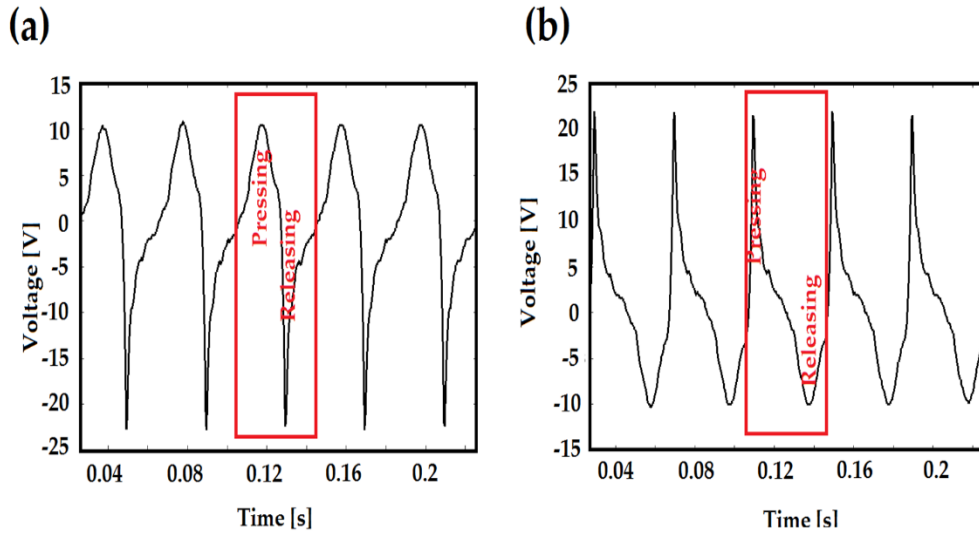 (a)
(b)
15
10
5
0
-5
-10
-15
-20
-25
Voltage [V]
Pressing
Releasing
0.04
0.08
0.12
0.16
0.2
Time [s]
25
20
15
10
5
0
-5
-10
-15
Voltage [V]
Pressing
Releasing
0.04
0.08
0.12
0.16
0.2
Time [s]